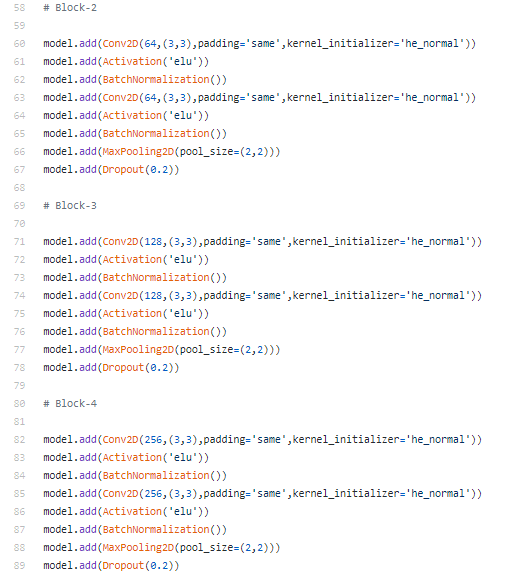 58 # Block-2
59
60 model.add(Conv2D(64,(3,3),padding='same',kernel_initializer='he_normal'))
61 model.add(Activation('elu'))
62 model.add(BatchNormalization())
63 model.add(Conv2D(64,(3,3),padding='same',kernel_initializer='he_normal'))
64 model.add(Activation('elu'))
65 model.add(BatchNormalization())
66 model.add(MaxPooling2D(pool_size=(2,2)))
67 model.add(Dropout(0.2))
68
69 # Block-3
70
71 model.add(Conv2D(128,(3,3),padding='same',kernel_initializer='he_normal'))
72 model.add(Activation('elu'))
73 model.add(BatchNormalization())
74 model.add(Conv2D(128,(3,3),padding='same',kernel_initializer='he_normal'))
75 model.add(Activation('elu'))
76 model.add(BatchNormalization())
77 model.add(MaxPooling2D(pool_size=(2,2)))
78 model.add(Dropout(0.2))
79
80 # Block-4
81
82 model.add(Conv2D(256,(3,3),padding='same',kernel_initializer='he_normal'))
83 model.add(Activation('elu'))
84 model.add(BatchNormalization())
85 model.add(Conv2D(256,(3,3),padding='same',kernel_initializer='he_normal'))
86 model.add(Activation('elu'))
87 model.add(BatchNormalization())
88 model.add(MaxPooling2D(pool_size=(2,2)))
89 model.add(Dropout(0.2))